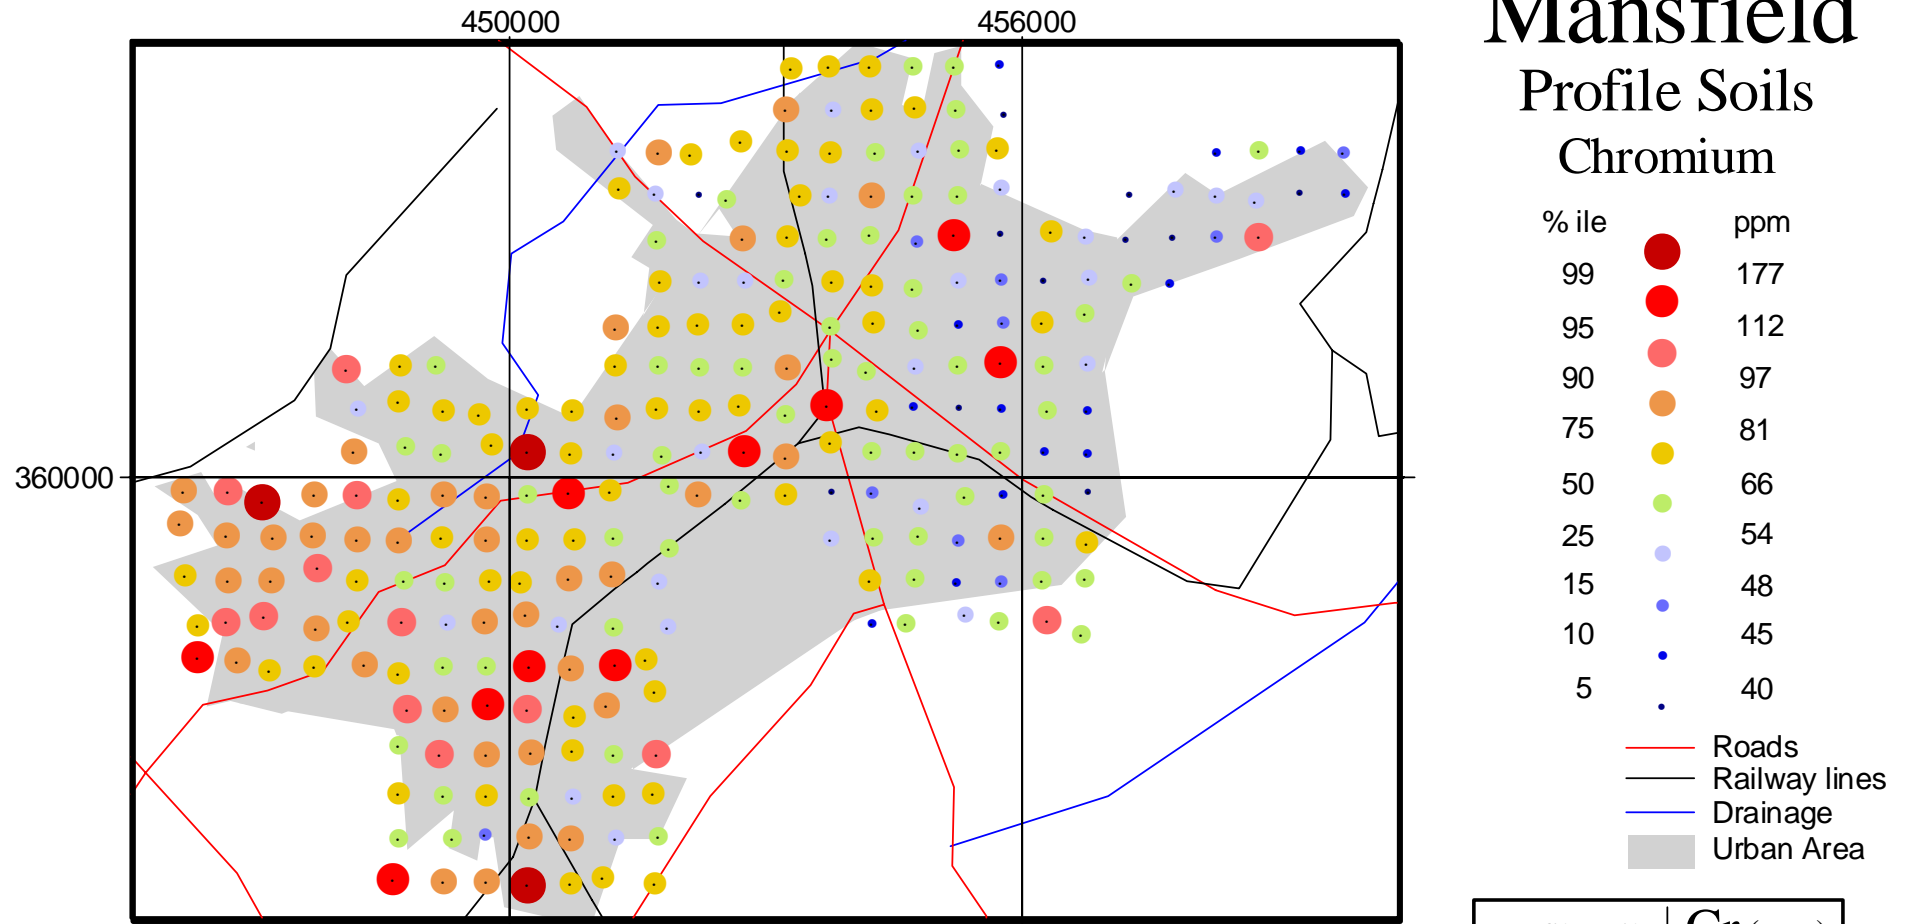 450000 456000
360000
Mansfield
Profile Soils
Chromium
% ile ppm
99 177
95 112
90 97
75 81
50 66
25 54
15 48
10 45
5 40
Roads
Railway lines
Drainage
Urban Area
Cr